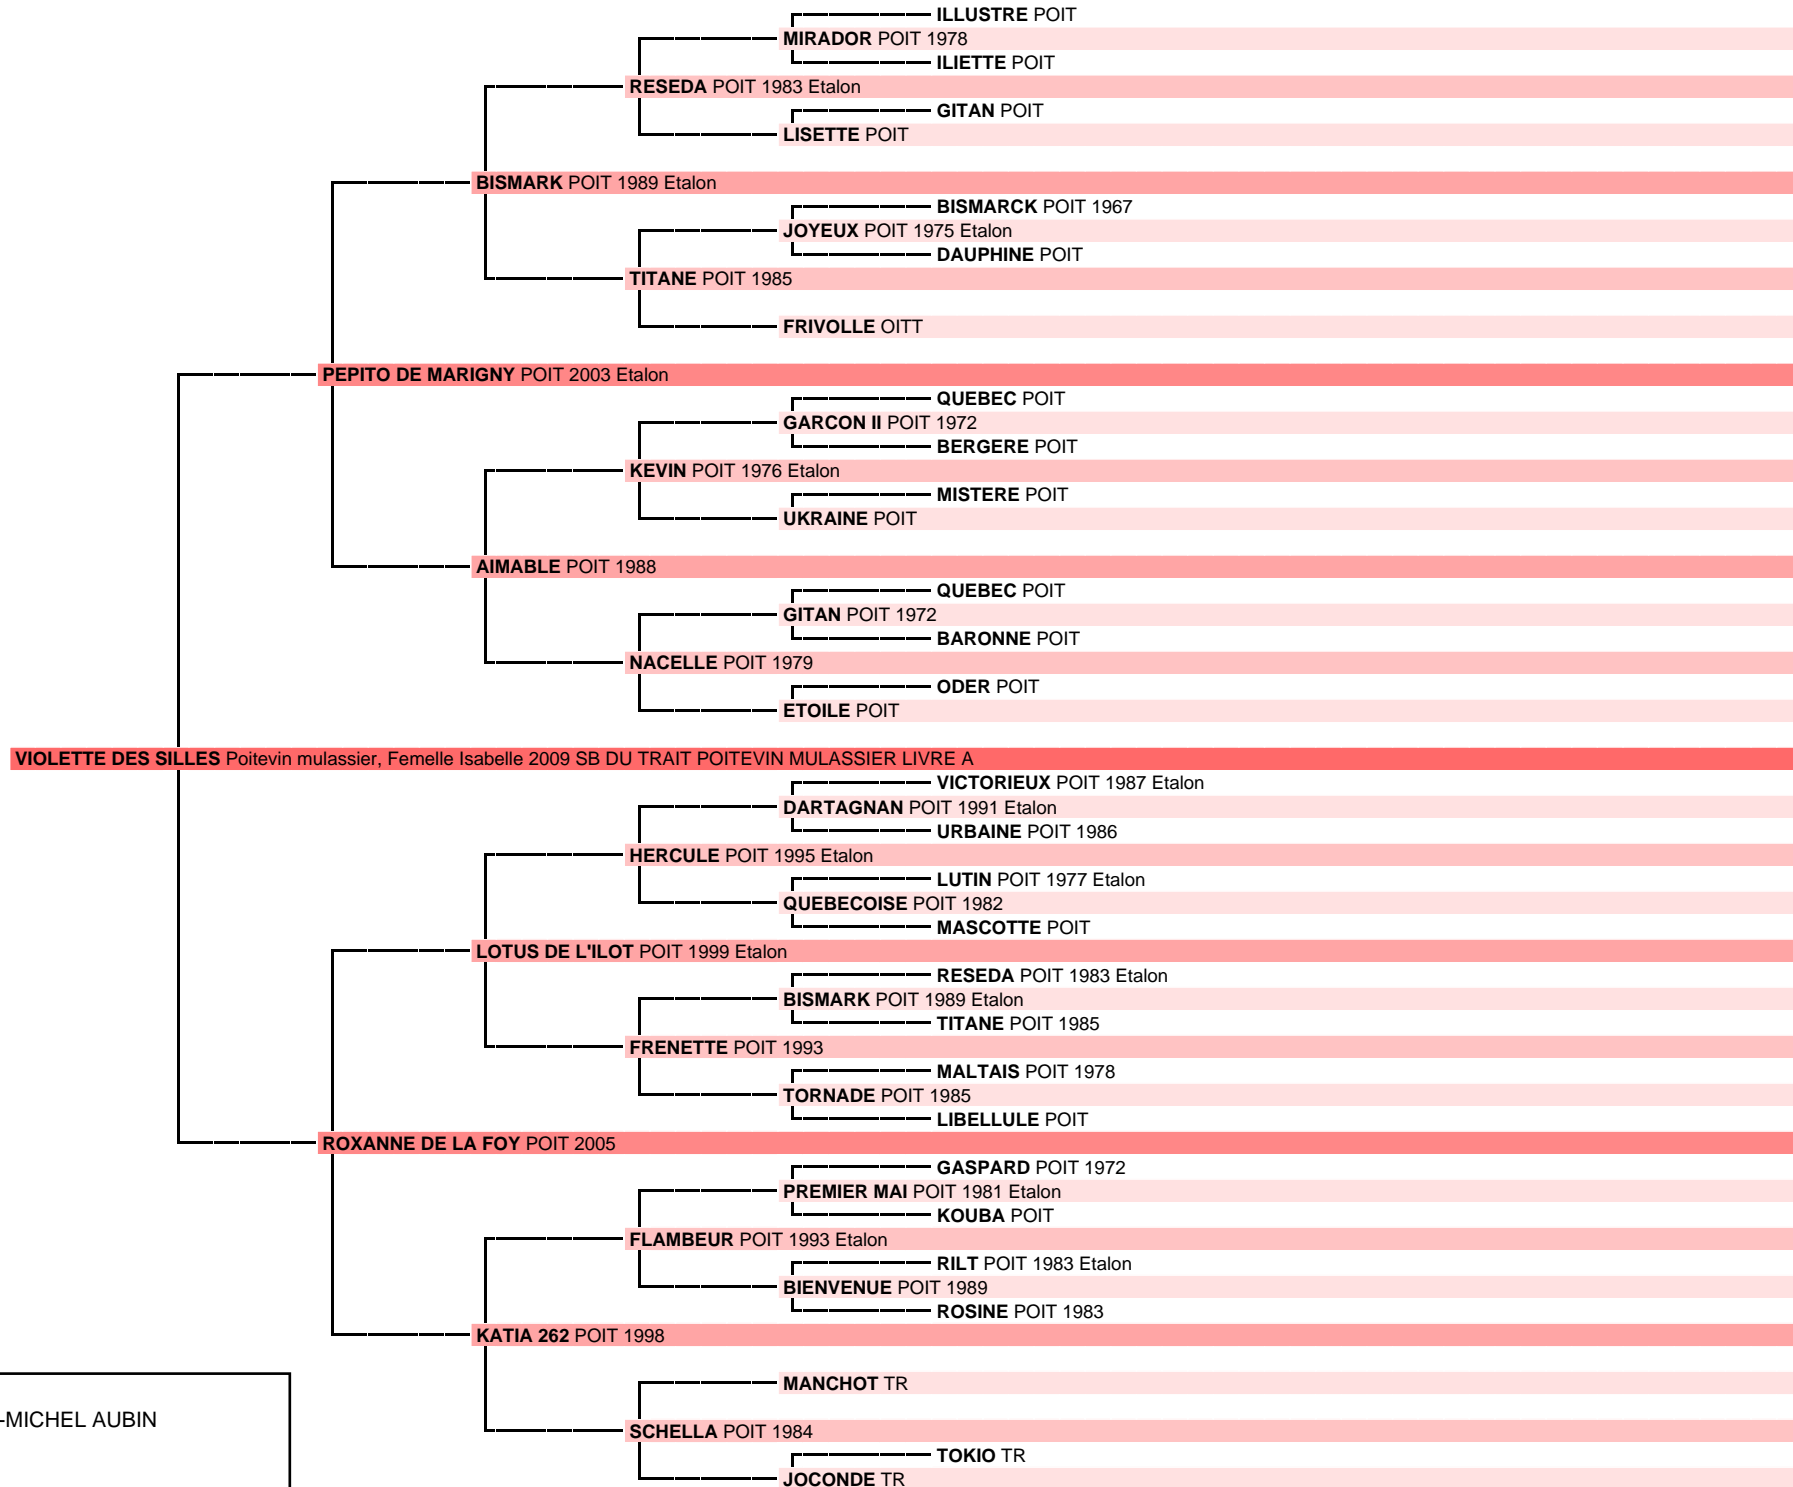 ILLUSTRE POIT
MIRADOR POIT 1978
ILIETTE POIT
RESEDA POIT 1983 Etalon
GITAN POIT
LISETTE POIT
BISMARK POIT 1989 Etalon
BISMARCK POIT 1967
JOYEUX POIT 1975 Etalon
DAUPHINE POIT
TITANE POIT 1985
FRIVOLLE OITT
PEPITO DE MARIGNY POIT 2003 Etalon
QUEBEC POIT
GARCON II POIT 1972
BERGERE POIT
KEVIN POIT 1976 Etalon
MISTERE POIT
UKRAINE POIT
AIMABLE POIT 1988
QUEBEC POIT
GITAN POIT 1972
BARONNE POIT
NACELLE POIT 1979
ODER POIT
ETOILE POIT
VIOLETTE DES SILLES Poitevin mulassier, Femelle Isabelle 2009 SB DU TRAIT POITEVIN MULASSIER LIVRE A
VICTORIEUX POIT 1987 Etalon
DARTAGNAN POIT 1991 Etalon
URBAINE POIT 1986
HERCULE POIT 1995 Etalon
LUTIN POIT 1977 Etalon
QUEBECOISE POIT 1982
MASCOTTE POIT
LOTUS DE L'ILOT POIT 1999 Etalon
RESEDA POIT 1983 Etalon
BISMARK POIT 1989 Etalon
TITANE POIT 1985
FRENETTE POIT 1993
MALTAIS POIT 1978
TORNADE POIT 1985
LIBELLULE POIT
ROXANNE DE LA FOY POIT 2005
GASPARD POIT 1972
PREMIER MAI POIT 1981 Etalon
KOUBA POIT
FLAMBEUR POIT 1993 Etalon
RILT POIT 1983 Etalon
BIENVENUE POIT 1989
ROSINE POIT 1983
KATIA 262 POIT 1998
MANCHOT TR
-MICHEL AUBIN
SCHELLA POIT 1984
TOKIO TR
JOCONDE TR